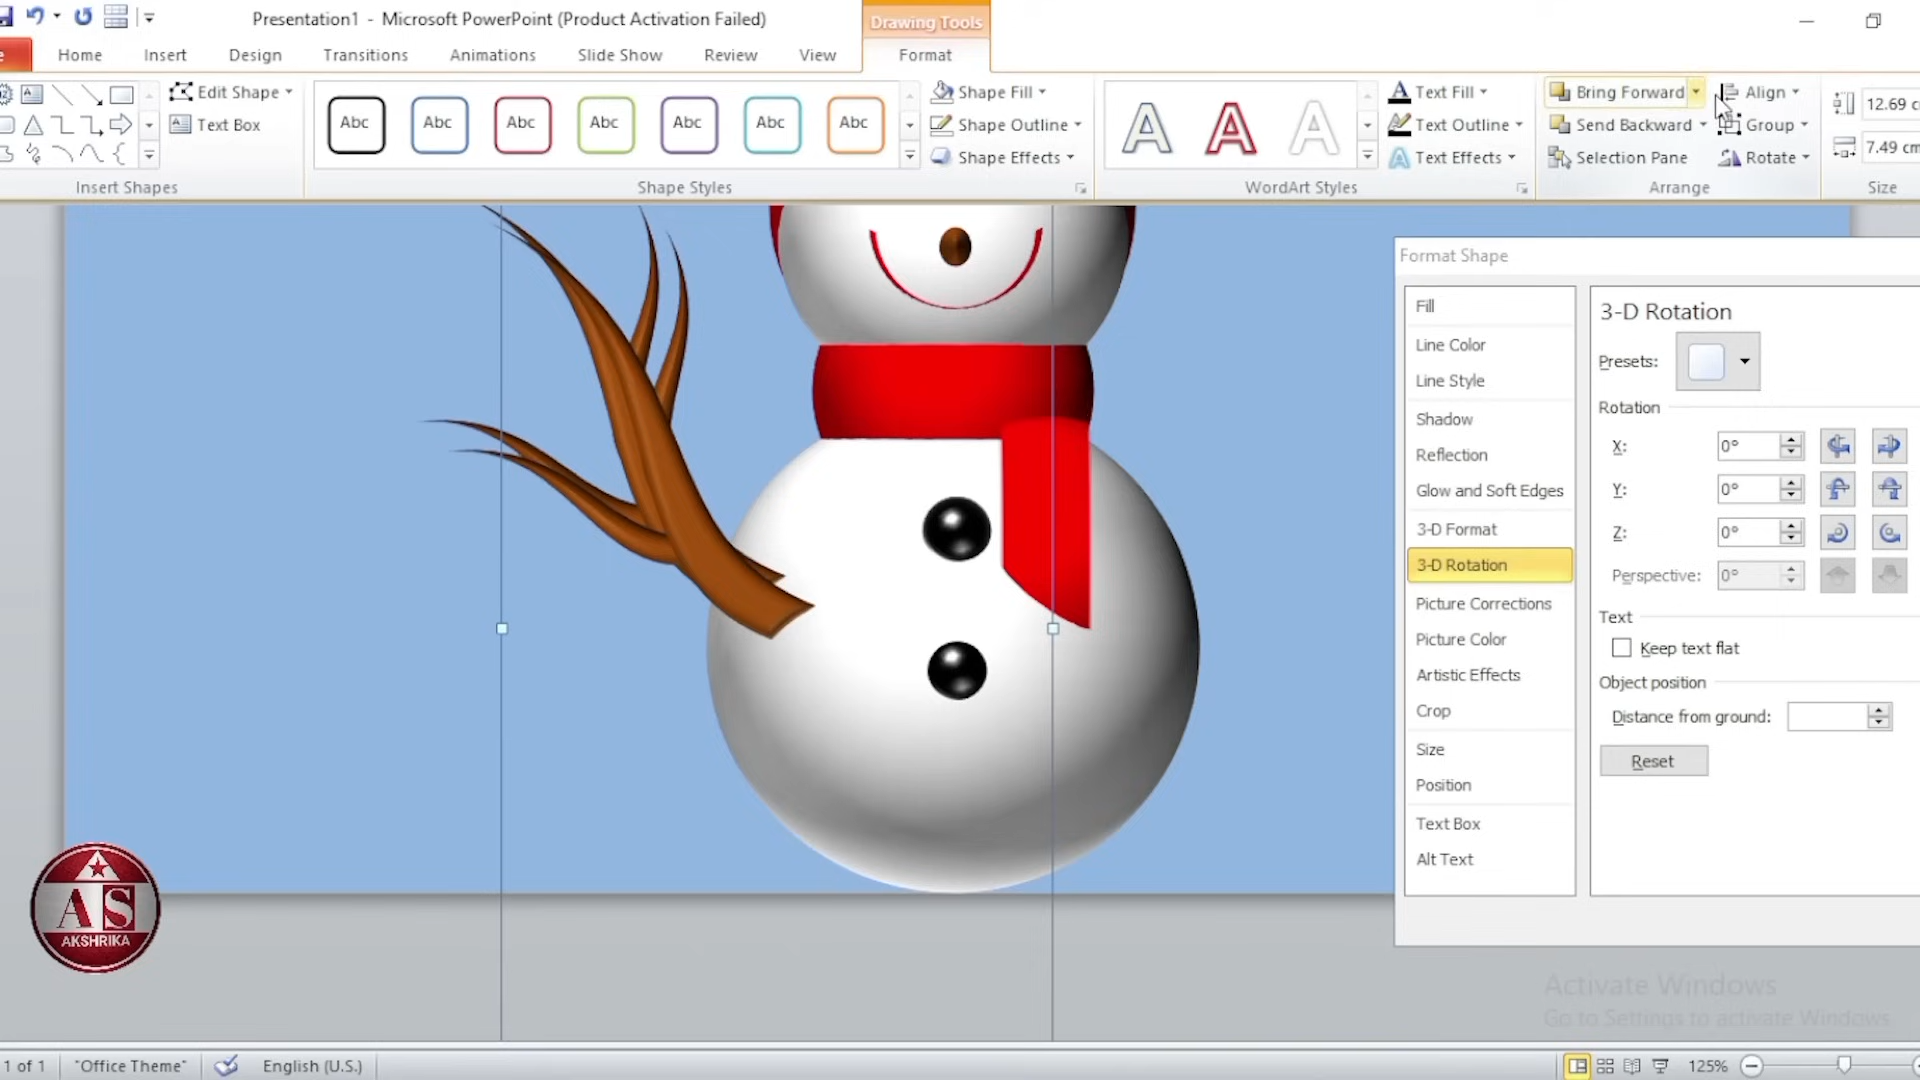 Presentation1 - Microsoft PowerPoint (Product Activation Failed)
Drawing Tools
Home Insert Design Transitions Animations Slide Show Review View Format
Edit Shape
Text Box
Insert Shapes
Abc Abc Abc Abc Abc Abc Abc
Shape Fill
Shape Outline
Shape Effects
Shape Styles
A A A
Text Fill
Text Outline
Text Effects
WordArt Styles
Bring Forward
Send Backward
Selection Pane
Align
Group
Rotate
Arrange
12.69 c
7.49 cm
Size
Format Shape
Fill
Line Color
Line Style
Shadow
Reflection
Glow and Soft Edges
3-D Format
3-D Rotation
Picture Corrections
Picture Color
Artistic Effects
Crop
Size
Position
Text Box
Alt Text
3-D Rotation
Presets:
Rotation
X: 0°
Y: 0°
Z: 0°
Perspective: 0°
Text
Keep text flat
Object position
Distance from ground:
Reset
AS
AKSHRIKA
Activate Windows
Go to Settings to activate Windows.
1 of 1 "Office Theme" English (U.S.) 125%